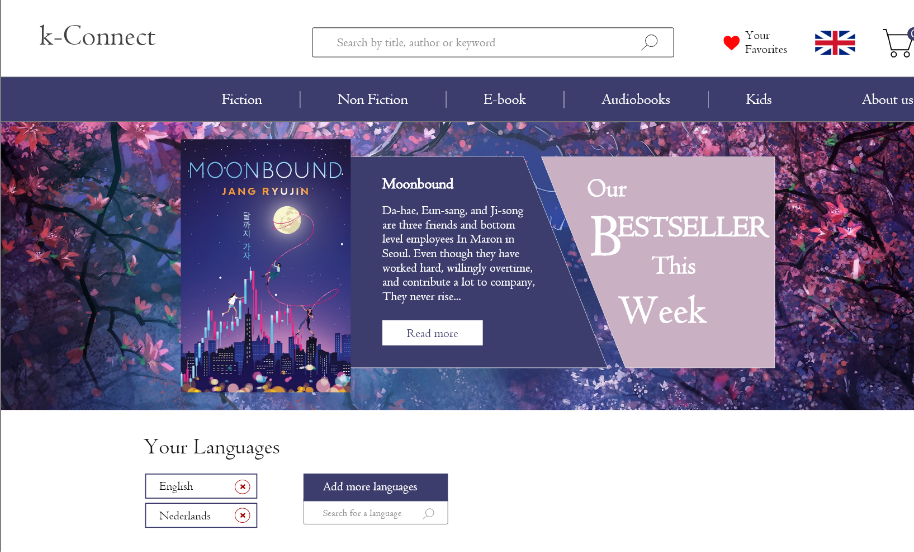 k-Connect
Search by title, author or keyword
Your
Favorites
Fiction
Non Fiction
E-book
Audiobooks
Kids
About us
MOONBOUND
JANG RYUJIN
달까지 가자
Moonbound
Da-hae, Eun-sang, and Ji-song
are three friends and bottom
level employees In Maron in
Seoul. Even though they have
worked hard, willingly overtime,
and contribute a lot to company,
They never rise...
Read more
Our
BESTSELLER
This
Week
Your Languages
English
Nederlands
Add more languages
Search for a language